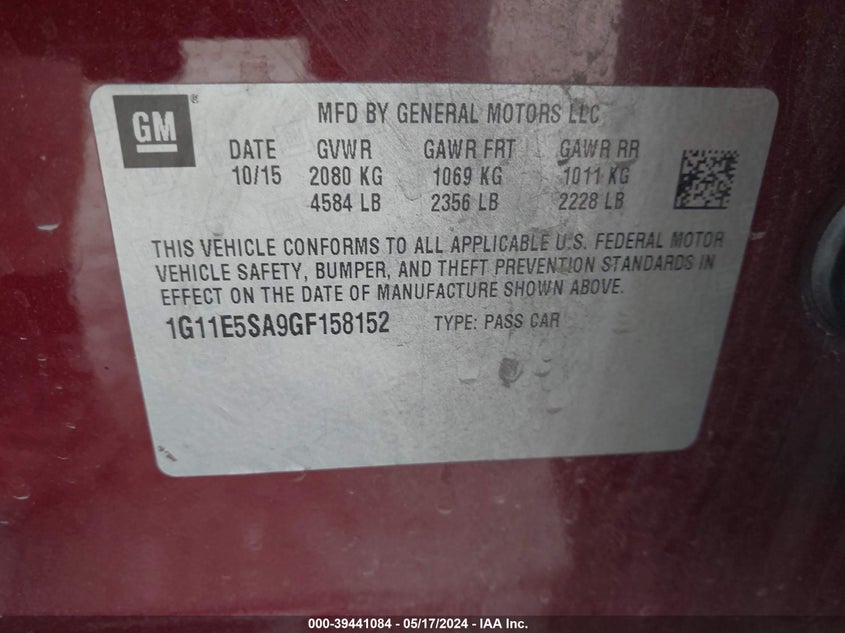 GM®
MFD BY GENERAL MOTORS LLC
DATE GVWR GAWR FRT GAWR RR
10/15 2080 KG 1069 KG 1011 KG
4584 LB 2356 LB 2228 LB
THIS VEHICLE CONFORMS TO ALL APPLICABLE U.S. FEDERAL MOTOR
VEHICLE SAFETY, BUMPER, AND THEFT PREVENTION STANDARDS IN
EFFECT ON THE DATE OF MANUFACTURE SHOWN ABOVE.
1G11E5SA9GF158152 TYPE: PASS CAR
000-39441084 - 05/17/2024 - IAA Inc.